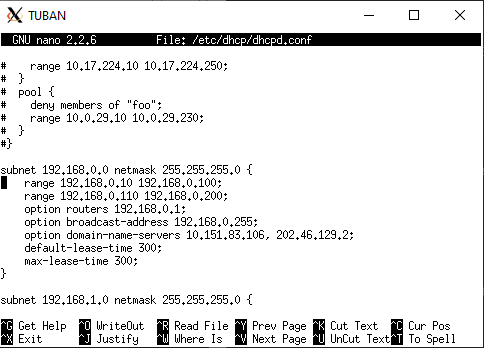 TUBAN
GNU nano 2.2.6 File: /etc/dhcp/dhcpd.conf
#    range 10.17.224.10 10.17.224.250;
#  }
#  pool {
#    deny members of "foo";
#    range 10.0.29.10 10.0.29.230;
#  }
#}
subnet 192.168.0.0 netmask 255.255.255.0 {
    range 192.168.0.10 192.168.0.100;
    range 192.168.0.110 192.168.0.200;
    option routers 192.168.0.1;
    option broadcast-address 192.168.0.255;
    option domain-name-servers 10.151.83.106, 202.46.129.2;
    default-lease-time 300;
    max-lease-time 300;
}
subnet 192.168.1.0 netmask 255.255.255.0 {
^G Get Help ^O WriteOut ^R Read File ^Y Prev Page ^K Cut Text ^C Cur Pos
^X Exit ^J Justify ^W Where Is ^V Next Page ^U UnCut Text ^T To Spell